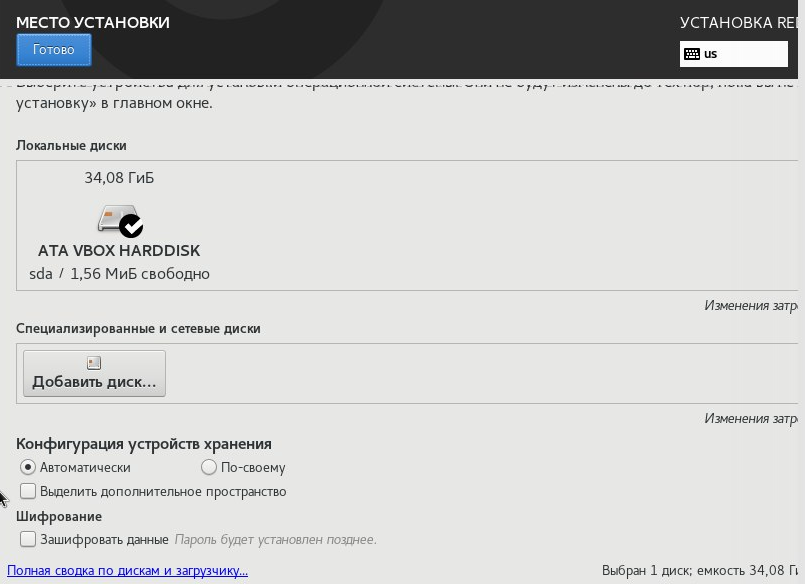 МЕСТО УСТАНОВКИ
УСТАНОВКА RE
Готово
us
Выберите устройства для установки операционной системы. Они не будут изменены до тех пор, пока вы не
установку» в главном окне.
Локальные диски
34,08 ГиБ
ATA VBOX HARDDISK
sda / 1,56 МиБ свободно
Изменения затр
Специализированные и сетевые диски
Добавить диск...
Изменения затр
Конфигурация устройств хранения
Автоматически
По-своему
Выделить дополнительное пространство
Шифрование
Зашифровать данные Пароль будет установлен позднее.
Полная сводка по дискам и загрузчику...
Выбран 1 диск; емкость 34,08 Ги